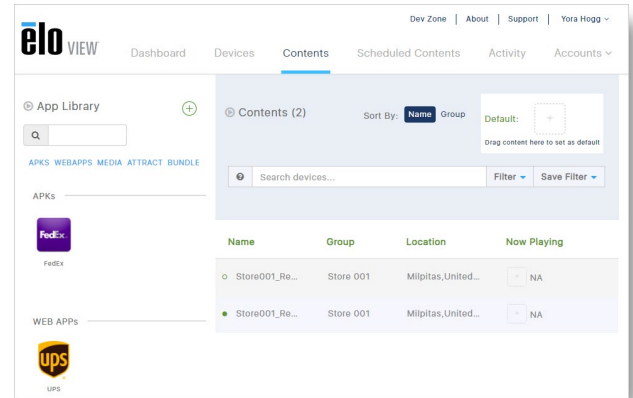 Dev Zone | About | Support | Yora Hogg
elo VIEW
Dashboard Devices Contents Scheduled Contents Activity Accounts
App Library
APKS WEBAPPS MEDIA ATTRACT BUNDLE
APKs
FedEx
FedEx
WEB APPs
ups
UPS
Contents (2) Sort By: Name Group
Default: +
Drag content here to set as default
Search devices... Filter Save Filter
Name Group Location Now Playing
Store001_Re... Store 001 Milpitas,United... + NA
Store001_Re... Store 001 Milpitas,United... + NA